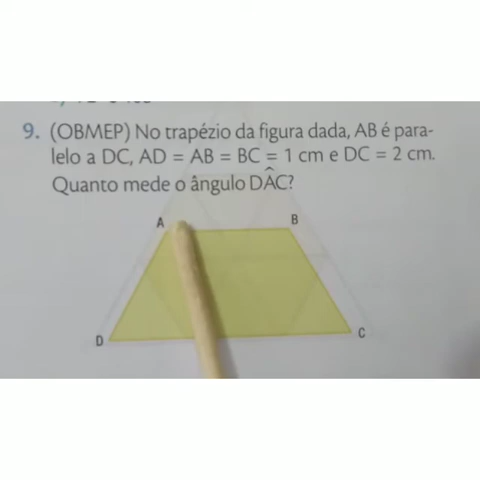 9. (OBMEP) No trapézio da figura dada, AB é para-
lelo a DC, AD = AB = BC = 1 cm e DC = 2 cm.
Quanto mede o ângulo DÂC?
A
B
D
C